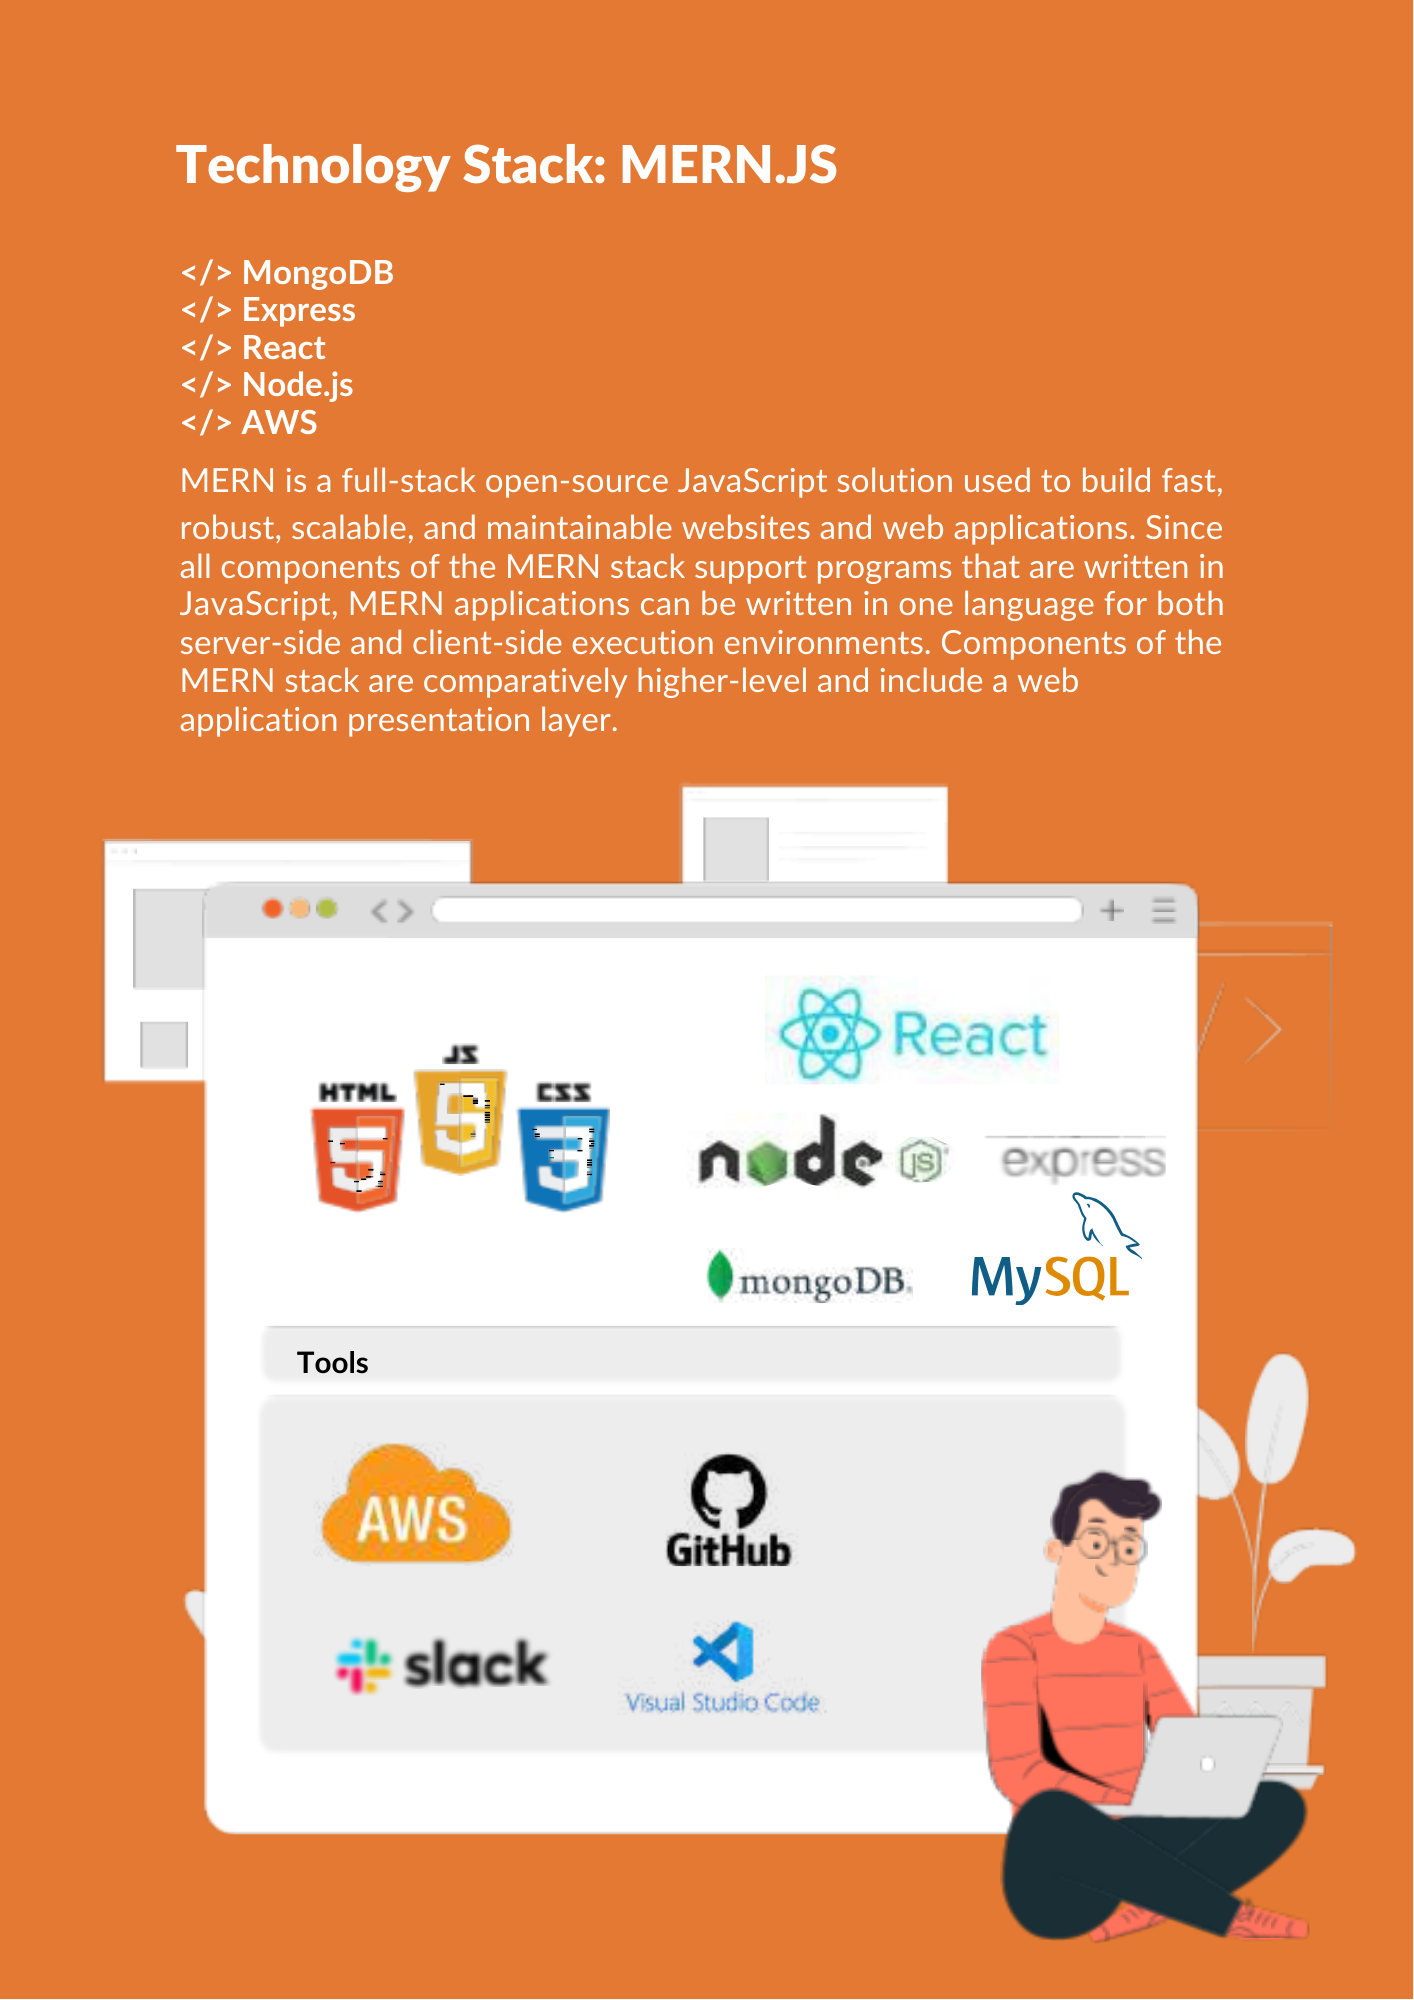 Technology Stack: MERN.JS
</> MongoDB
</> Express
</> React
</> Node.js
</> AWS
MERN is a full-stack open-source JavaScript solution used to build fast,
robust, scalable, and maintainable websites and web applications. Since
all components of the MERN stack support programs that are written in
JavaScript, MERN applications can be written in one language for both
server-side and client-side execution environments. Components of the
MERN stack are comparatively higher-level and include a web
application presentation layer.
React
HTML
5
JS
5
CSS
3
node JS
express
mongoDB.
MySQL
Tools
AWS
GitHub
slack
Visual Studio Code